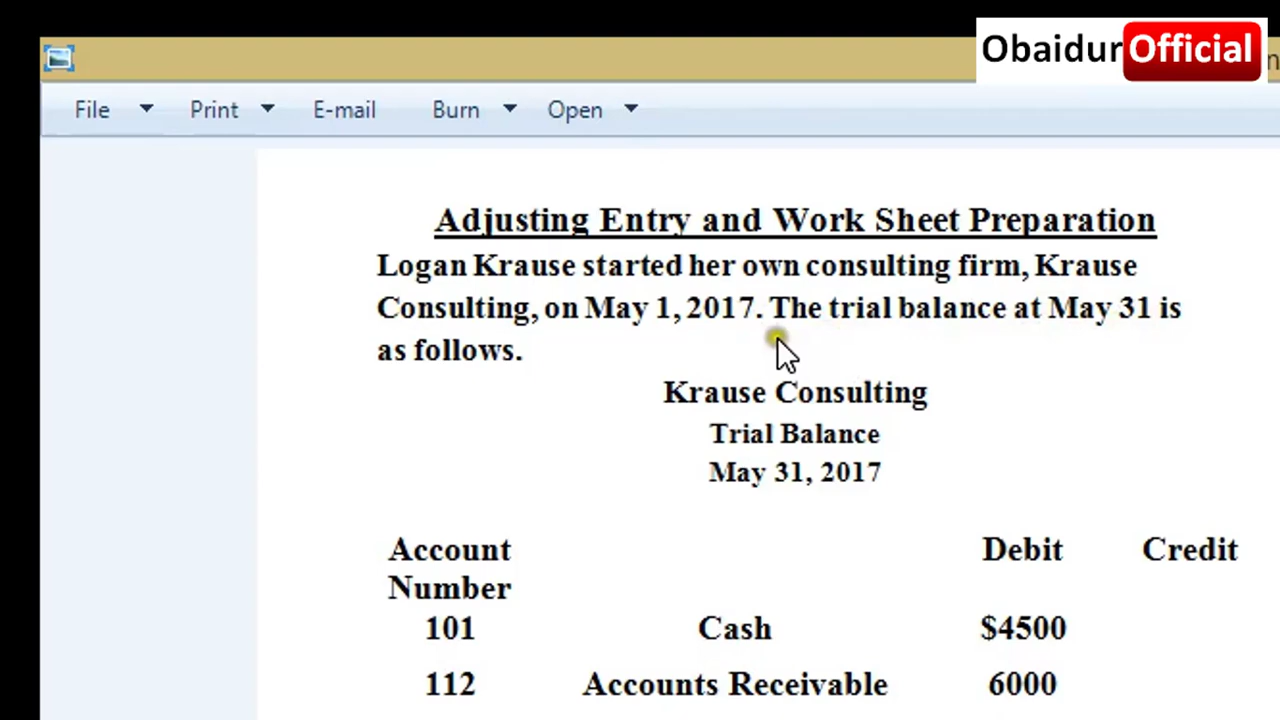 Obaidur Official
File Print E-mail Burn Open
Adjusting Entry and Work Sheet Preparation
Logan Krause started her own consulting firm, Krause
Consulting, on May 1, 2017. The trial balance at May 31 is
as follows.
Krause Consulting
Trial Balance
May 31, 2017
Account Number Debit Credit
101 Cash $4500
112 Accounts Receivable 6000